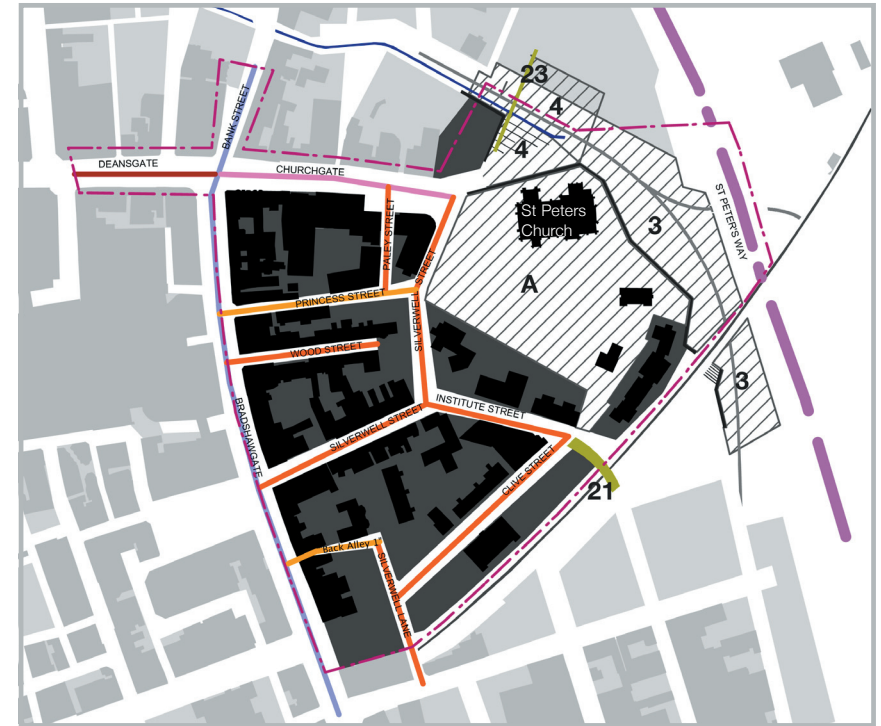 23
4
BANK STREET
4
DEANSGATE
CHURCHGATE
St Peters
Church
ST PETER'S WAY
PALEY STREET
3
SILVERWELL STREET
A
PRINCESS STREET
WOOD STREET
3
INSTITUTE STREET
BRADSHAWGATE
SILVERWELL STREET
CLIVE STREET
21
Back Alley 1
SILVERWELL LANE